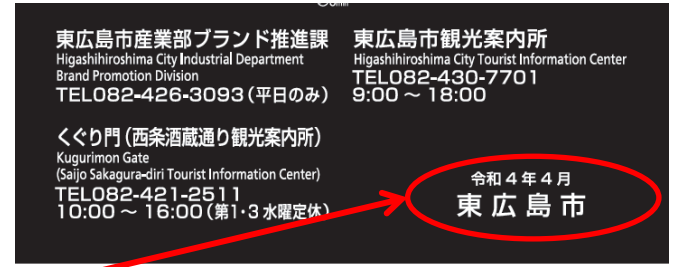 東広島市産業部ブランド推進課
Higashihiroshima City Industrial Department
Brand Promotion Division
TEL082-426-3093（平日のみ）
東広島市観光案内所
Higashihiroshima City Tourist Information Center
TEL082-430-7701
9:00 ～ 18:00
くぐり門（西条酒蔵通り観光案内所）
Kugurimon Gate
(Saijo Sakagura-diri Tourist Information Center)
TEL082-421-2511
10:00 ～ 16:00（第1・3水曜定休）
令和４年４月
東広島市